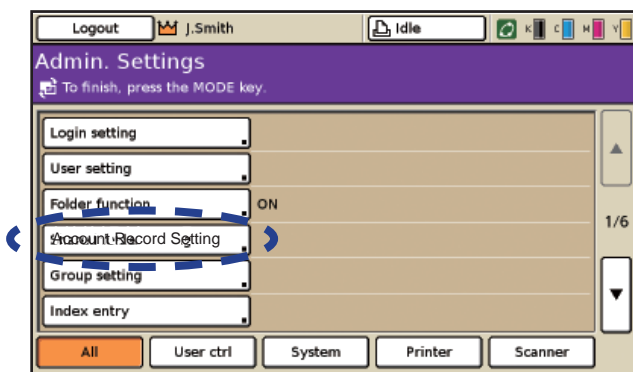 Logout J.Smith Idle K C M Y
Admin. Settings
To finish, press the MODE key.
Login setting
User setting
Folder function ON
Account Record Setting
1/6
Group setting
Index entry
All User ctrl System Printer Scanner